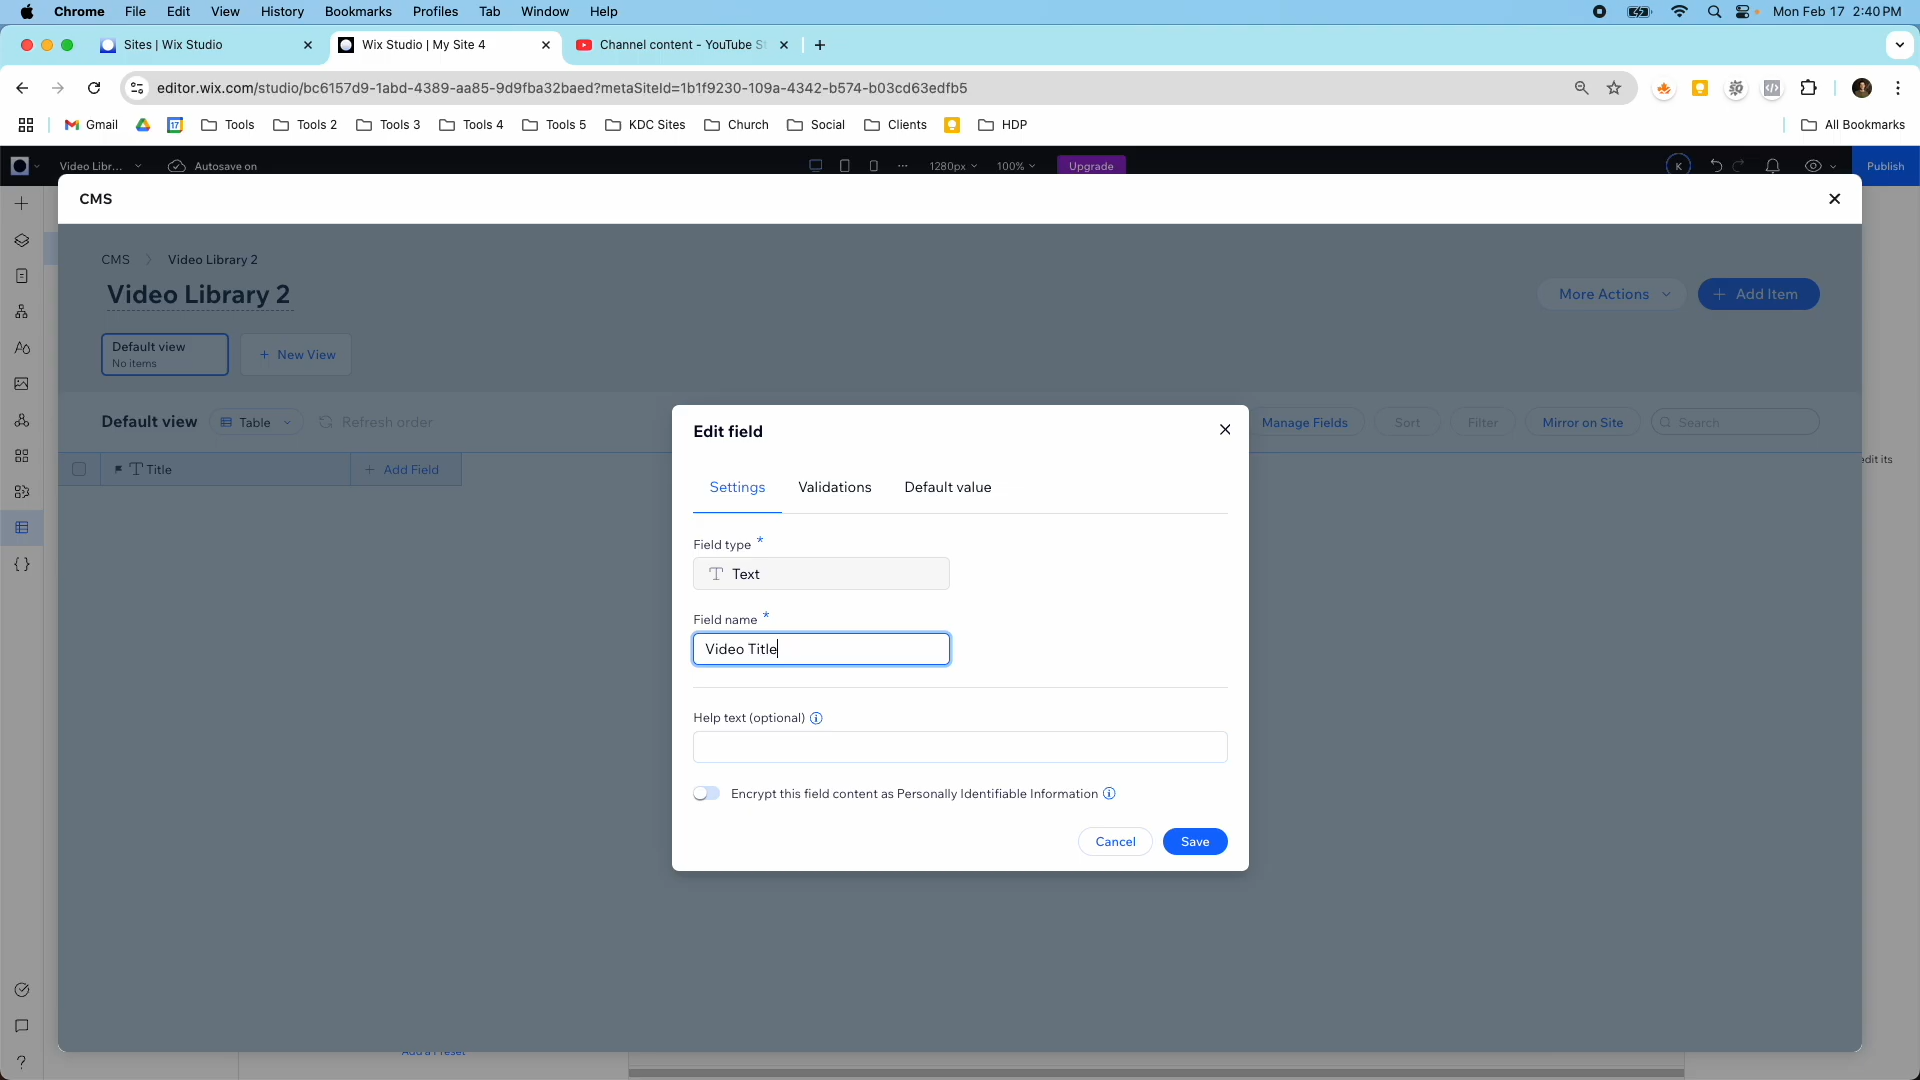 Chrome File Edit View History Bookmarks Profiles Tab Window Help Mon Feb 17 2:40 PM
Sites | Wix Studio Wix Studio | My Site 4 Channel content - YouTube St
editor.wix.com/studio/bc6157d9-1abd-4389-aa85-9d9fba32baed?metaSiteId=1b1f9230-109a-4342-b574-b03cd63edfb5
Gmail Tools Tools 2 Tools 3 Tools 4 Tools 5 KDC Sites Church Social Clients HDP All Bookmarks
Video Libr... Autosave on 1280px 100% Upgrade K Publish
CMS
CMS Video Library 2
Video Library 2
More Actions + Add Item
Default view
No items
+ New View
Default view Table Refresh order Manage Fields Sort Filter Mirror on Site Search
Title + Add Field
edit its
Edit field
Settings Validations Default value
Field type *
Text
Field name *
Video Title
Help text (optional)
Encrypt this field content as Personally Identifiable Information
Cancel Save
Add a Preset